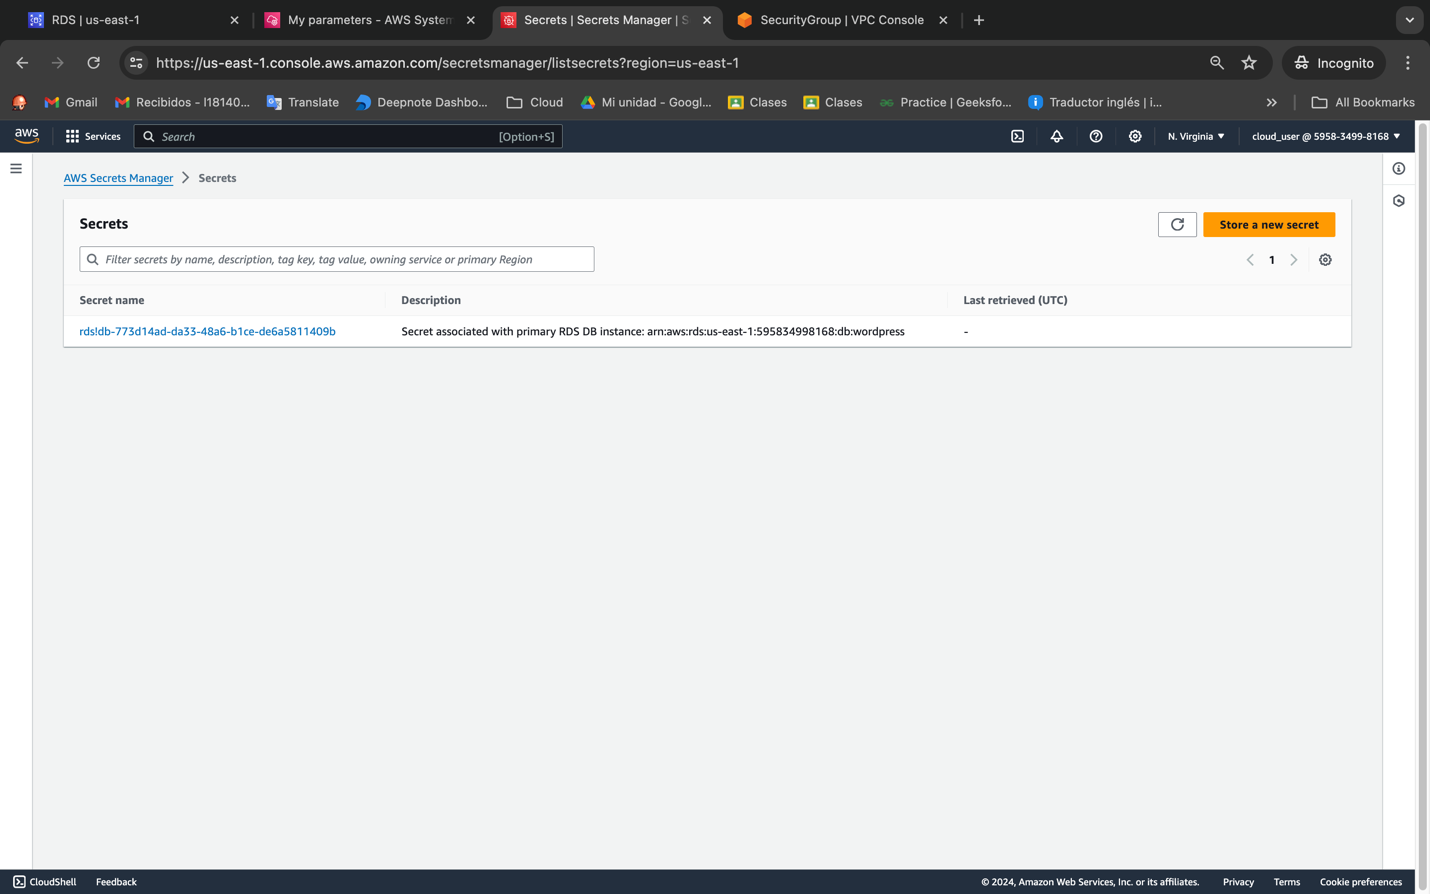 RDS | us-east-1
My parameters - AWS System
Secrets | Secrets Manager | S
SecurityGroup | VPC Console
https://us-east-1.console.aws.amazon.com/secretsmanager/listsecrets?region=us-east-1
Incognito
Gmail
Recibidos - l18140...
Translate
Deepnote Dashbo...
Cloud
Mi unidad - Googl...
Clases
Clases
Practice | Geeksfo...
Traductor inglés | i...
All Bookmarks
aws
Services
Search
[Option+S]
N. Virginia
cloud_user @ 5958-3499-8168
AWS Secrets Manager
Secrets
Secrets
Store a new secret
Filter secrets by name, description, tag key, tag value, owning service or primary Region
1
Secret name
Description
Last retrieved (UTC)
rds!db-773d14ad-da33-48a6-b1ce-de6a5811409b
Secret associated with primary RDS DB instance: arn:aws:rds:us-east-1:595834998168:db:wordpress
-
CloudShell
Feedback
© 2024, Amazon Web Services, Inc. or its affiliates.
Privacy
Terms
Cookie preferences